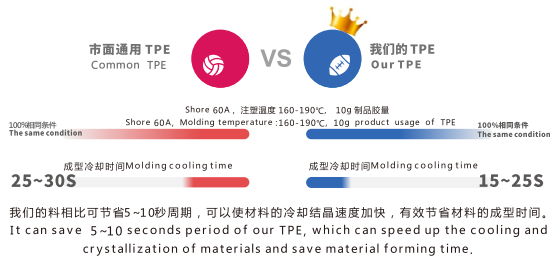 市面通用 TPE
Common TPE
VS
我们的TPE
Our TPE
Shore 60A，注塑温度 160-190℃， 10g 制品胶量
Shore 60A, Molding temperature :160-190℃, 10g product usage of TPE
100%相同条件
The same condition
100%相同条件
The same condition
成型冷却时间Molding cooling time
25~30S
成型冷却时间Molding cooling time
15~25S
我们的料相比可节省5~10秒周期，可以使材料的冷却结晶速度加快，有效节省材料的成型时间。
It can save 5~10 seconds period of our TPE, which can speed up the cooling and
crystallization of materials and save material forming time.